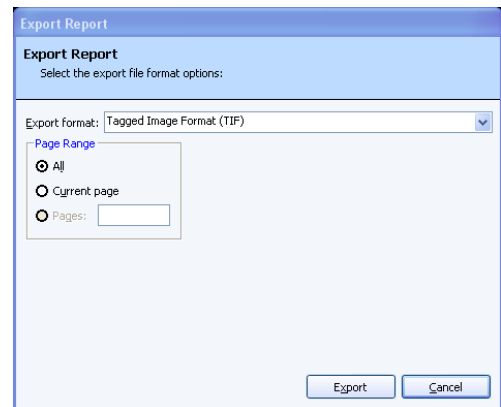 Export Report
Export Report
Select the export file format options:
Export format: Tagged Image Format (TIF)
Page Range
All
Current page
Pages:
Export Cancel